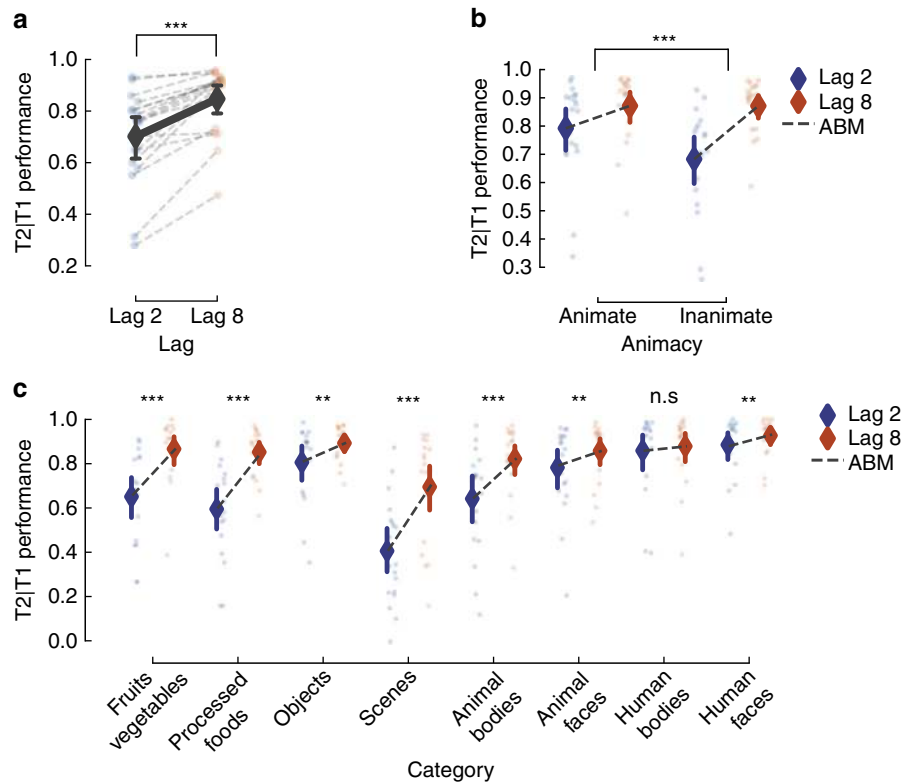 a
***
1.0
0.8
0.6
0.4
0.2
T2|T1 performance
Lag 2
Lag 8
Lag
b
***
1.0
0.9
0.8
0.7
0.6
0.5
0.4
0.3
T2|T1 performance
Animate
Inanimate
Animacy
Lag 2
Lag 8
ABM
c
***
***
**
***
***
**
n.s
**
1.0
0.8
0.6
0.4
0.2
0.0
T2|T1 performance
Fruits
vegetables
Processed
foods
Objects
Scenes
Animal
bodies
Animal
faces
Human
bodies
Human
faces
Category
Lag 2
Lag 8
ABM